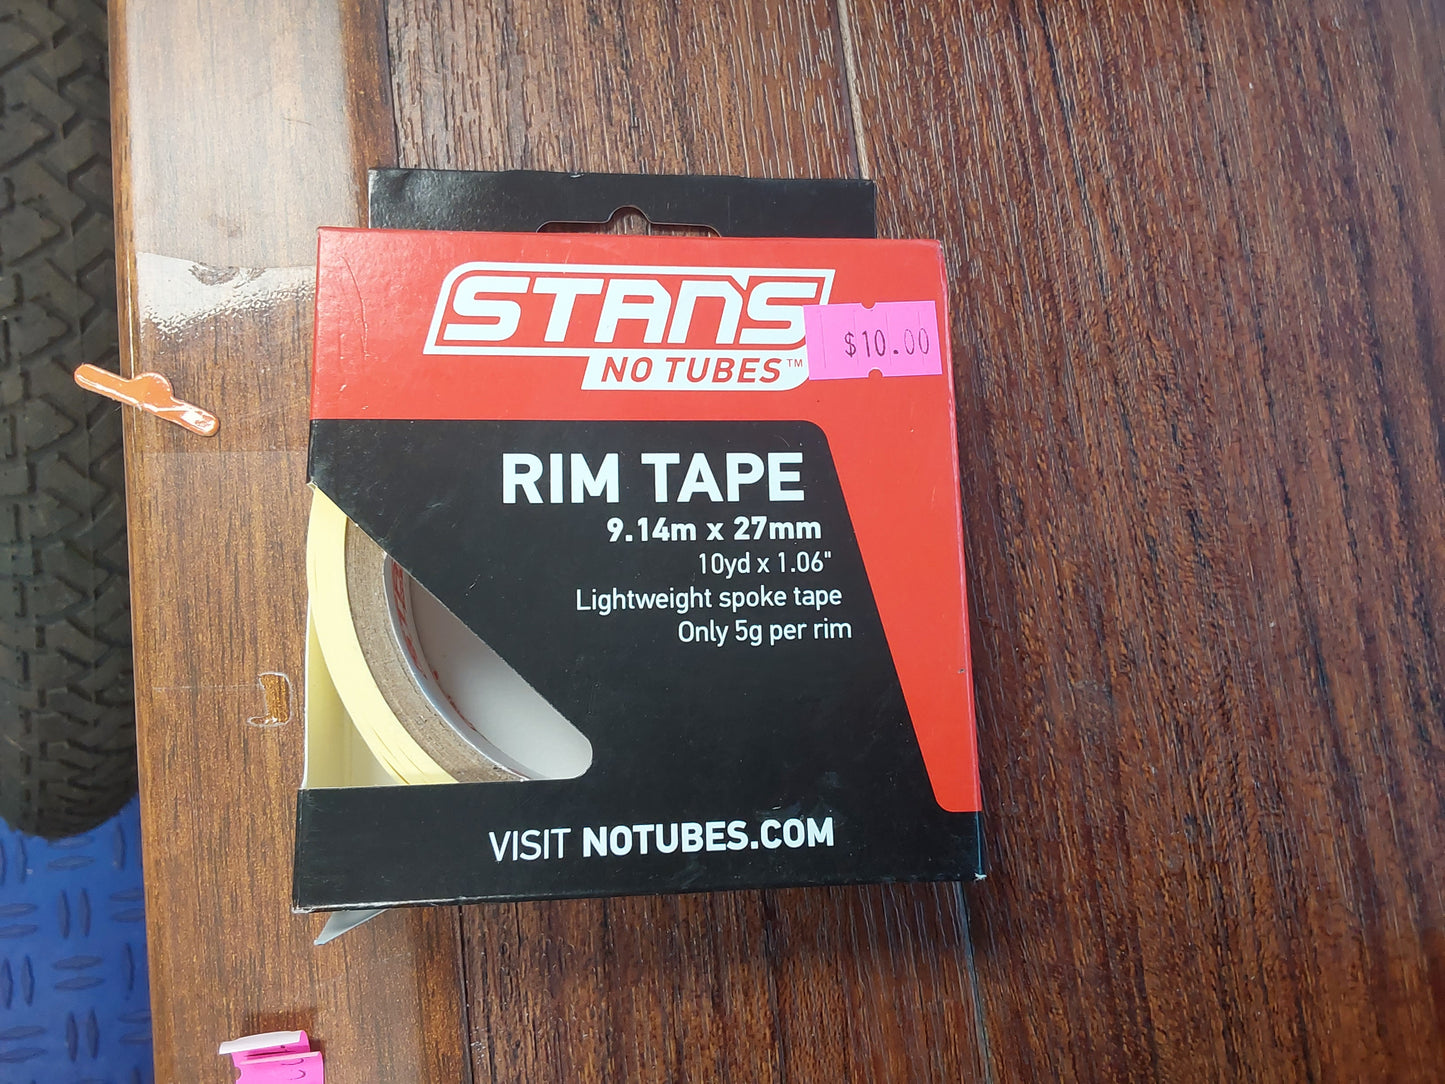 STANS
NO TUBES™
$10.00
RIM TAPE
9.14m x 27mm
10yd x 1.06"
Lightweight spoke tape
Only 5g per rim
VISIT NOTUBES.COM